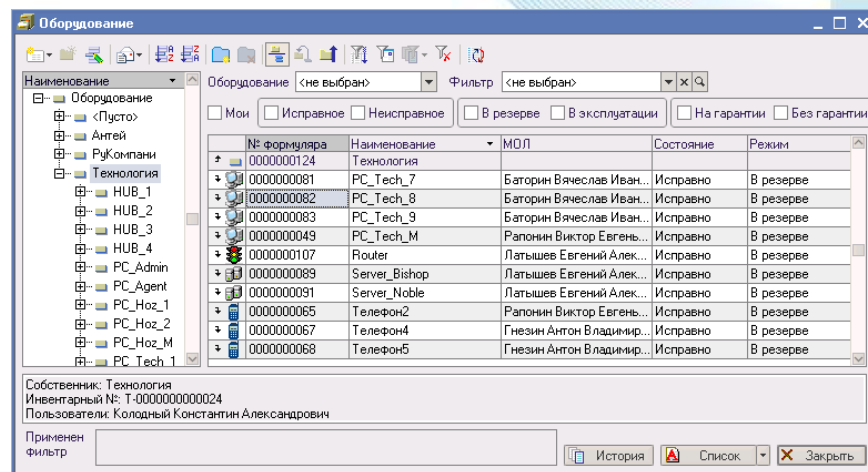 Оборудование
Наименование
Оборудование
<Пусто>
Антей
РуКомпани
Технология
HUB_1
HUB_2
HUB_3
HUB_4
PC_Admin
PC_Agent
PC_Hoz_1
PC_Hoz_2
PC_Hoz_M
PC_Tech_1
Оборудование <не выбран> Фильтр <не выбран>
Мои Исправное Неисправное В резерве В эксплуатации На гарантии Без гарантии
№ формуляра Наименование МОЛ Состояние Режим
0000000124 Технология
0000000081 PC_Tech_7 Баторин Вячеслав Иван... Исправно В резерве
0000000082 PC_Tech_8 Баторин Вячеслав Иван... Исправно В резерве
0000000083 PC_Tech_9 Баторин Вячеслав Иван... Исправно В резерве
0000000049 PC_Tech_M Рапонин Виктор Евгень... Исправно В резерве
0000000107 Router Латышев Евгений Алек... Исправно В резерве
0000000089 Server_Bishop Латышев Евгений Алек... Исправно В резерве
0000000091 Server_Noble Латышев Евгений Алек... Исправно В резерве
0000000065 Телефон2 Рапонин Виктор Евгень... Исправно В резерве
0000000067 Телефон4 Гнезин Антон Владимир... Исправно В резерве
0000000068 Телефон5 Гнезин Антон Владимир... Исправно В резерве
Собственник: Технология
Инвентарный №: Т-0000000000024
Пользователи: Колодный Константин Александрович
Применен
фильтр
История Список Закрыть